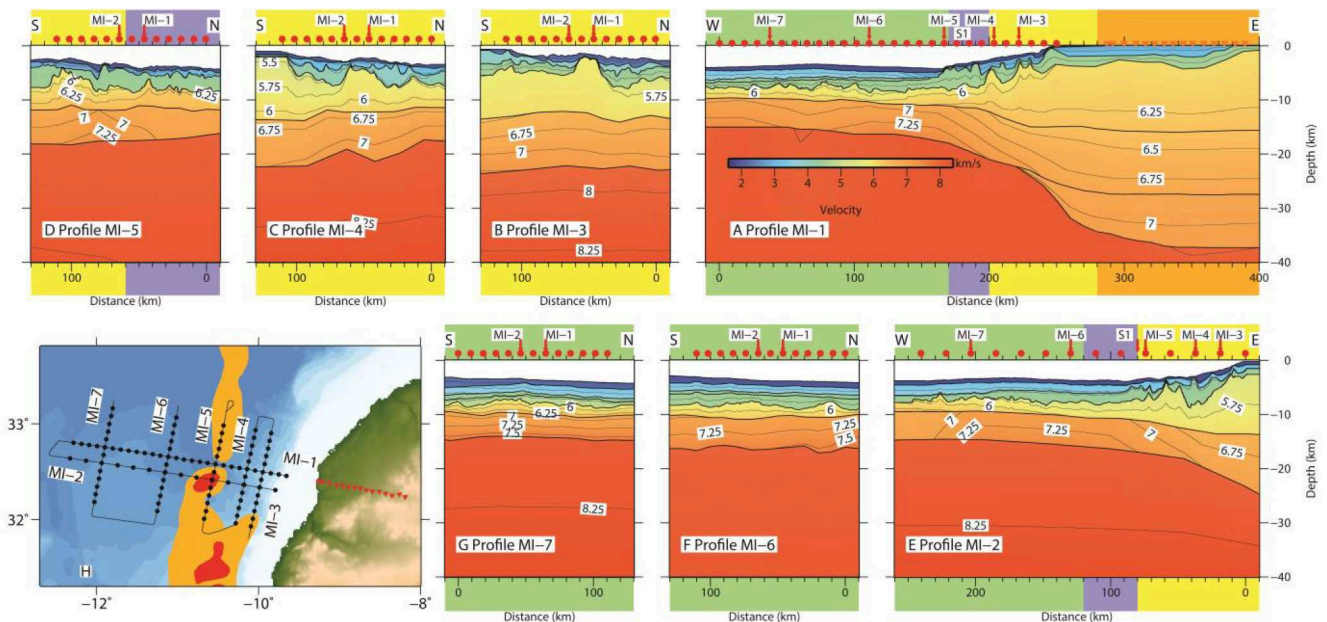 MI−2 MI−1
S N
6
6.25
6.25
7
7.25
7
D Profile MI−5
100 0
Distance (km)
MI−2 MI−1
S N
5.5
5.75
6
6
6.75
6.75
7
8.25
C Profile MI−4
100 0
Distance (km)
MI−2 MI−1
S N
5.75
6.75
7
8
8.25
B Profile MI−3
100 0
Distance (km)
W E
MI−7 MI−6 MI−5 MI−4 MI−3
S1
6 6
7
7.25
6.25
6.5
6.75
7
km/s
2 3 4 5 6 7 8
Velocity
A Profile MI−1
0
−10
−20
−30
−40
Depth (km)
0 100 200 300 400
Distance (km)
33°
32°
MI−7
MI−6
MI−5
MI−4
MI−1
MI−2
MI−3
H
−12° −10° −8°
MI−2 MI−1
S N
7 6.25 6
7.25
7.5
G Profile MI−7
0 100
Distance (km)
MI−2 MI−1
S N
6
7.25 7.25
7.5
8.25
F Profile MI−6
100 0
Distance (km)
W E
MI−7 MI−6 S1 MI−5 MI−4 MI−3
6
5.75
7
7.25
7.25
7
6.75
8.25
E Profile MI−2
0
−10
−20
−30
−40
Depth (km)
200 100 0
Distance (km)